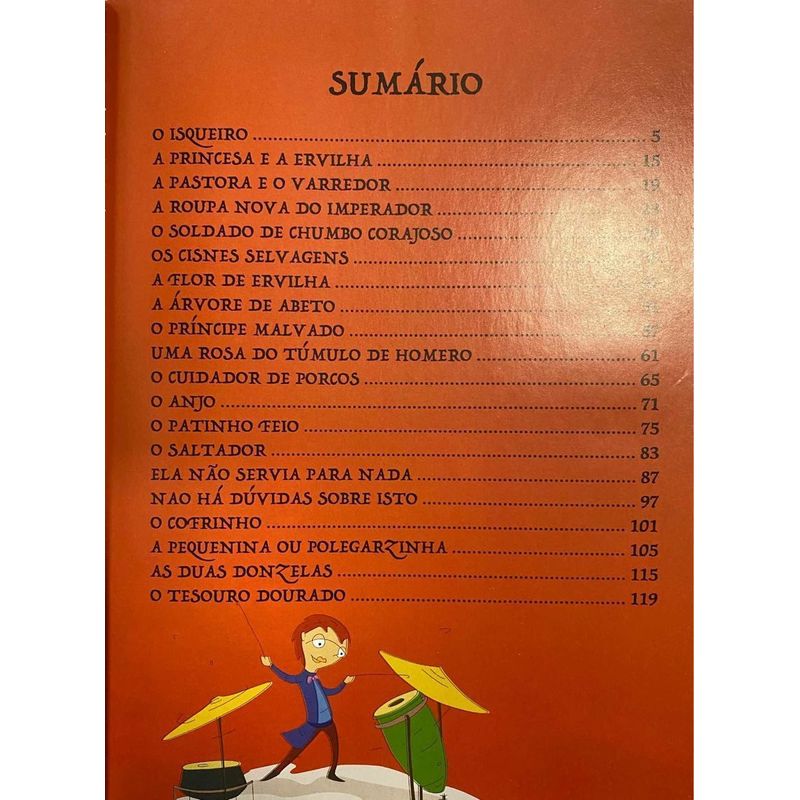 SUMÁRIO
O ISQUEIRO ........ 5
A PRINCESA E A ERVILHA ........ 15
A PASTORA E O VARREDOR ........ 19
A ROUPA NOVA DO IMPERADOR ........
O SOLDADO DE CHUMBO CORAJOSO ........
OS CISNES SELVAGENS ........
A FLOR DE ERVILHA ........
A ÁRVORE DE ABETO ........
O PRÍNCIPE MALVADO ........ 57
UMA ROSA DO TÚMULO DE HOMERO ........ 61
O CUIDADOR DE PORCOS ........ 65
O ANJO ........ 71
O PATINHO FEIO ........ 75
O SALTADOR ........ 83
ELA NÃO SERVIA PARA NADA ........ 87
NAO HÁ DÚVIDAS SOBRE ISTO ........ 97
O COFRINHO ........ 101
A PEQUENINA OU POLEGARZINHA ........ 105
AS DUAS DONZELAS ........ 115
O TESOURO DOURADO ........ 119